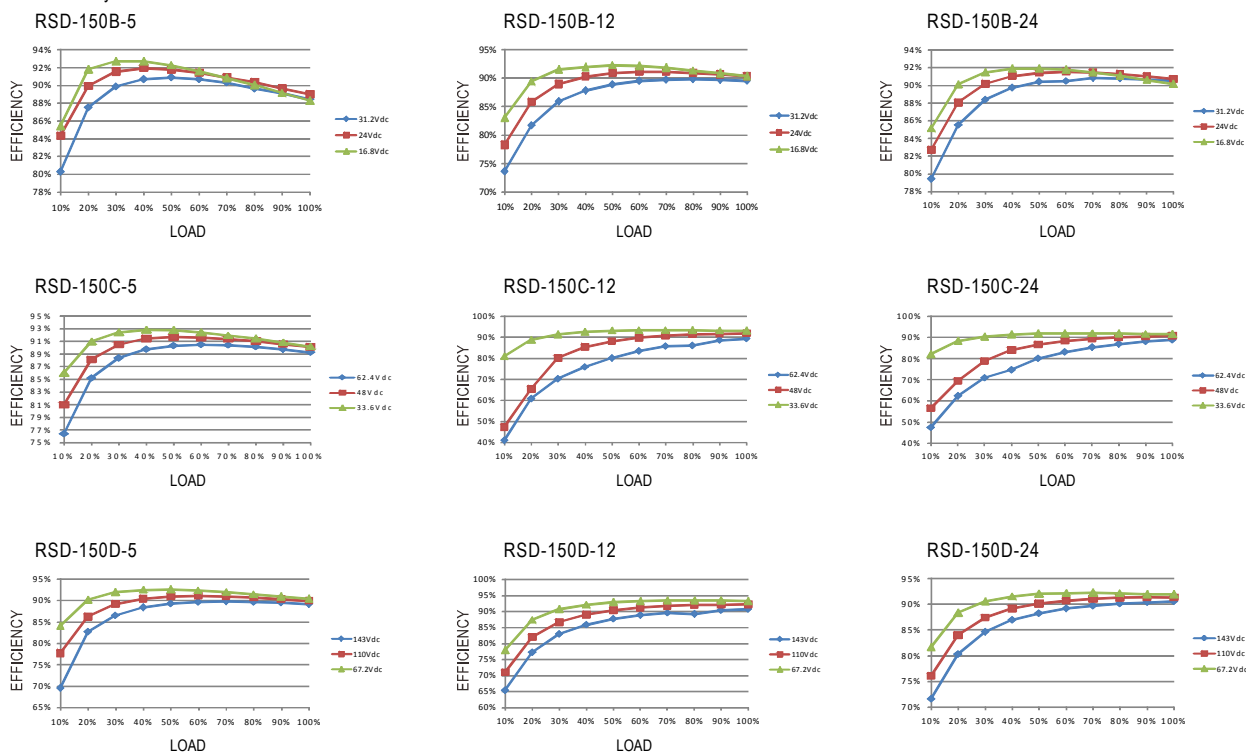 RSD-150B-5
EFFICIENCY
94%
92%
90%
88%
86%
84%
82%
80%
78%
10% 20% 30% 40% 50% 60% 70% 80% 90% 100%
LOAD
31.2Vdc
24Vdc
16.8Vdc
RSD-150B-12
EFFICIENCY
95%
90%
85%
80%
75%
70%
10% 20% 30% 40% 50% 60% 70% 80% 90% 100%
LOAD
31.2Vdc
24Vdc
16.8Vdc
RSD-150B-24
EFFICIENCY
94%
92%
90%
88%
86%
84%
82%
80%
78%
10% 20% 30% 40% 50% 60% 70% 80% 90% 100%
LOAD
31.2Vdc
24Vdc
16.8Vdc
RSD-150C-5
EFFICIENCY
95%
93%
91%
89%
87%
85%
83%
81%
79%
77%
75%
10% 20% 30% 40% 50% 60% 70% 80% 90% 100%
LOAD
62.4Vdc
48Vdc
33.6Vdc
RSD-150C-12
EFFICIENCY
100%
90%
80%
70%
60%
50%
40%
10% 20% 30% 40% 50% 60% 70% 80% 90% 100%
LOAD
62.4Vdc
48Vdc
33.6Vdc
RSD-150C-24
EFFICIENCY
100%
90%
80%
70%
60%
50%
40%
10% 20% 30% 40% 50% 60% 70% 80% 90% 100%
LOAD
62.4Vdc
48Vdc
33.6Vdc
RSD-150D-5
EFFICIENCY
95%
90%
85%
80%
75%
70%
65%
10% 20% 30% 40% 50% 60% 70% 80% 90% 100%
LOAD
143Vdc
110Vdc
67.2Vdc
RSD-150D-12
EFFICIENCY
100%
95%
90%
85%
80%
75%
70%
65%
60%
10% 20% 30% 40% 50% 60% 70% 80% 90% 100%
LOAD
143Vdc
110Vdc
67.2Vdc
RSD-150D-24
EFFICIENCY
95%
90%
85%
80%
75%
70%
10% 20% 30% 40% 50% 60% 70% 80% 90% 100%
LOAD
143Vdc
110Vdc
67.2Vdc